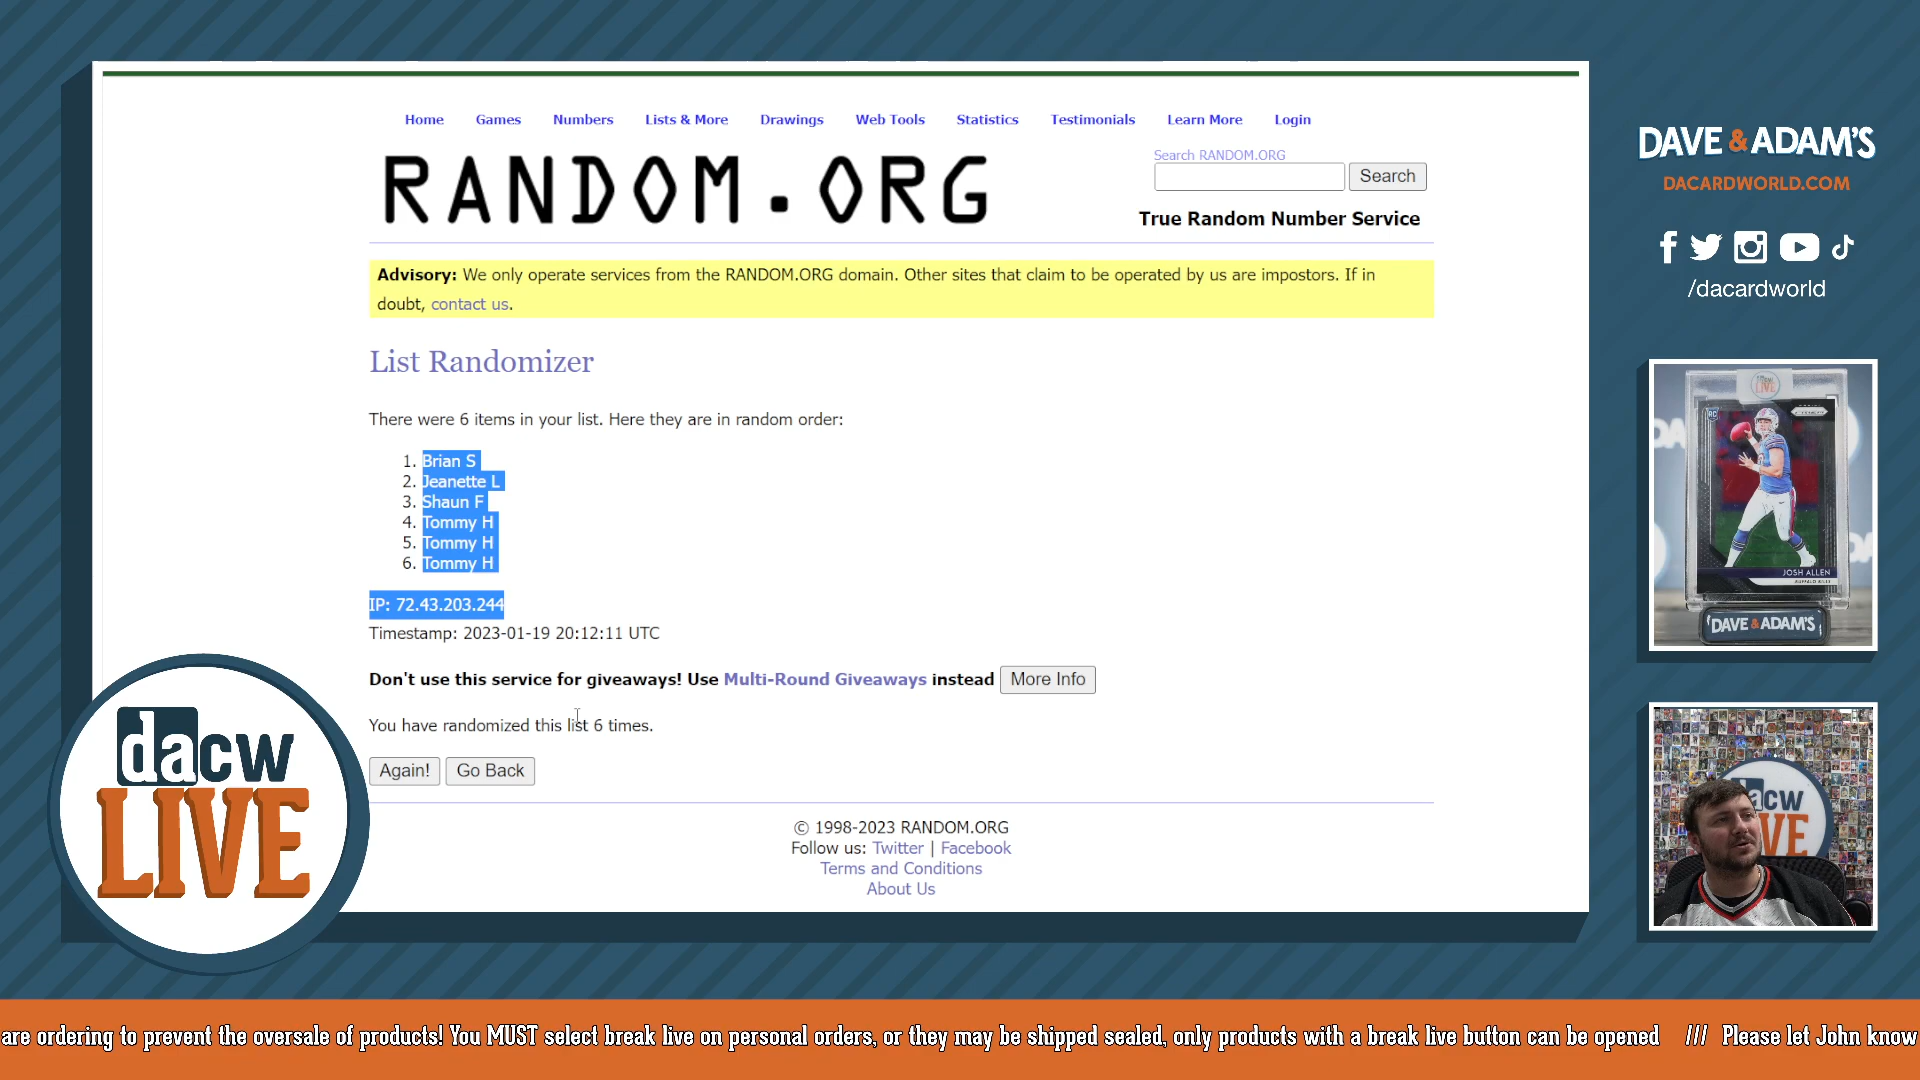 Home Games Numbers Lists & More Drawings Web Tools Statistics Testimonials Learn More Login
RANDOM.ORG
Search RANDOM.ORG
Search
True Random Number Service
Advisory: We only operate services from the RANDOM.ORG domain. Other sites that claim to be operated by us are impostors. If in
doubt, contact us.
List Randomizer
There were 6 items in your list. Here they are in random order:
1. Brian S
2. Jeanette L
3. Shaun F
4. Tommy H
5. Tommy H
6. Tommy H
IP: 72.43.203.244
Timestamp: 2023-01-19 20:12:11 UTC
Don't use this service for giveaways! Use Multi-Round Giveaways instead More Info
You have randomized this list 6 times.
Again! Go Back
© 1998-2023 RANDOM.ORG
Follow us: Twitter | Facebook
Terms and Conditions
About Us
dacw
LIVE
DAVE & ADAM'S
DACARDWORLD.COM
/dacardworld
RC
JOSH ALLEN
BUFFALO BILLS
DAVE & ADAM'S
are ordering to prevent the oversale of products! You MUST select break live on personal orders, or they may be shipped sealed, only products with a break live button can be opened /// Please let John know